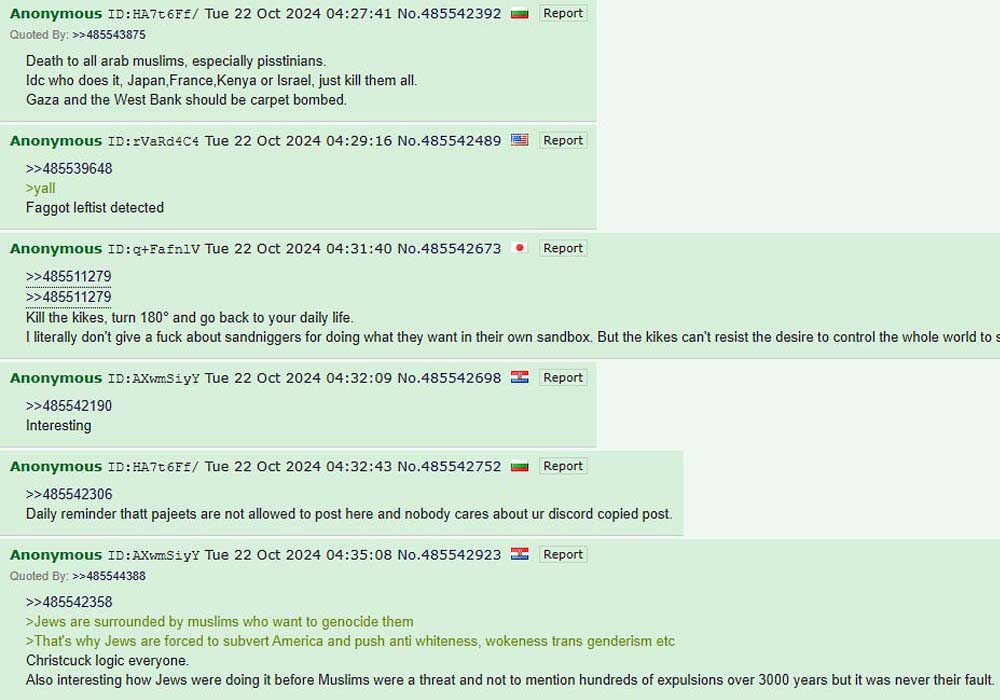 Anonymous ID:HA7t6Ff/ Tue 22 Oct 2024 04:27:41 No.485542392 Report
Quoted By: >>485543875
Death to all arab muslims, especially pisstinians.
Idc who does it, Japan,France,Kenya or Israel, just kill them all.
Gaza and the West Bank should be carpet bombed.
Anonymous ID:rVaRd4C4 Tue 22 Oct 2024 04:29:16 No.485542489 Report
>>485539648
>yall
Faggot leftist detected
Anonymous ID:q+Fafn1V Tue 22 Oct 2024 04:31:40 No.485542673 Report
>>485511279
>>485511279
Kill the kikes, turn 180° and go back to your daily life.
I literally don't give a fuck about sandniggers for doing what they want in their own sandbox. But the kikes can't resist the desire to control the whole world to s
Anonymous ID:AXwmSiyY Tue 22 Oct 2024 04:32:09 No.485542698 Report
>>485542190
Interesting
Anonymous ID:HA7t6Ff/ Tue 22 Oct 2024 04:32:43 No.485542752 Report
>>485542306
Daily reminder thatt pajeets are not allowed to post here and nobody cares about ur discord copied post.
Anonymous ID:AXwmSiyY Tue 22 Oct 2024 04:35:08 No.485542923 Report
Quoted By: >>485544388
>>485542358
>Jews are surrounded by muslims who want to genocide them
>That's why Jews are forced to subvert America and push anti whiteness, wokeness trans genderism etc
Christcuck logic everyone.
Also interesting how Jews were doing it before Muslims were a threat and not to mention hundreds of expulsions over 3000 years but it was never their fault.